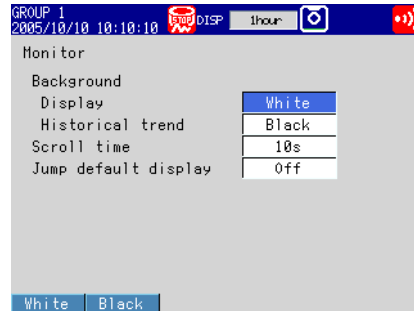 GROUP 1
2005/10/10 10:10:10 STOP DISP 1hour
Monitor
Background
Display White
Historical trend Black
Scroll time 10s
Jump default display Off
White Black